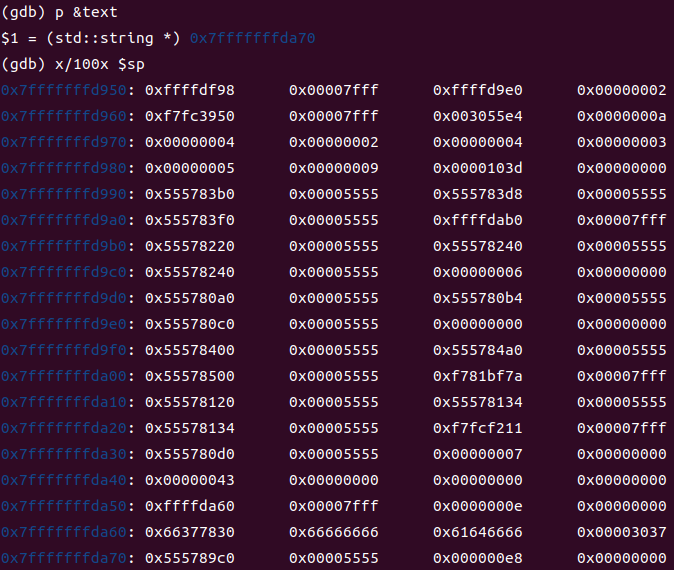 (gdb) p &text
$1 = (std::string *) 0x7fffffffda70
(gdb) x/100x $sp
0x7fffffffd950: 0xffffdf98 0x00007fff 0xffffd9e0 0x00000002
0x7fffffffd960: 0xf7fc3950 0x00007fff 0x003055e4 0x0000000a
0x7fffffffd970: 0x00000004 0x00000002 0x00000004 0x00000003
0x7fffffffd980: 0x00000005 0x00000009 0x0000103d 0x00000000
0x7fffffffd990: 0x555783b0 0x00005555 0x555783d8 0x00005555
0x7fffffffd9a0: 0x555783f0 0x00005555 0xffffdab0 0x00007fff
0x7fffffffd9b0: 0x55578220 0x00005555 0x55578240 0x00005555
0x7fffffffd9c0: 0x55578240 0x00005555 0x00000006 0x00000000
0x7fffffffd9d0: 0x555780a0 0x00005555 0x555780b4 0x00005555
0x7fffffffd9e0: 0x555780c0 0x00005555 0x00000000 0x00000000
0x7fffffffd9f0: 0x55578400 0x00005555 0x555784a0 0x00005555
0x7fffffffda00: 0x55578500 0x00005555 0xf781bf7a 0x00007fff
0x7fffffffda10: 0x55578120 0x00005555 0x55578134 0x00005555
0x7fffffffda20: 0x55578134 0x00005555 0xf7fcf211 0x00007fff
0x7fffffffda30: 0x555780d0 0x00005555 0x00000007 0x00000000
0x7fffffffda40: 0x00000043 0x00000000 0x00000000 0x00000000
0x7fffffffda50: 0xffffda60 0x00007fff 0x0000000e 0x00000000
0x7fffffffda60: 0x66377830 0x66666666 0x61646666 0x00003037
0x7fffffffda70: 0x555789c0 0x00005555 0x000000e8 0x00000000